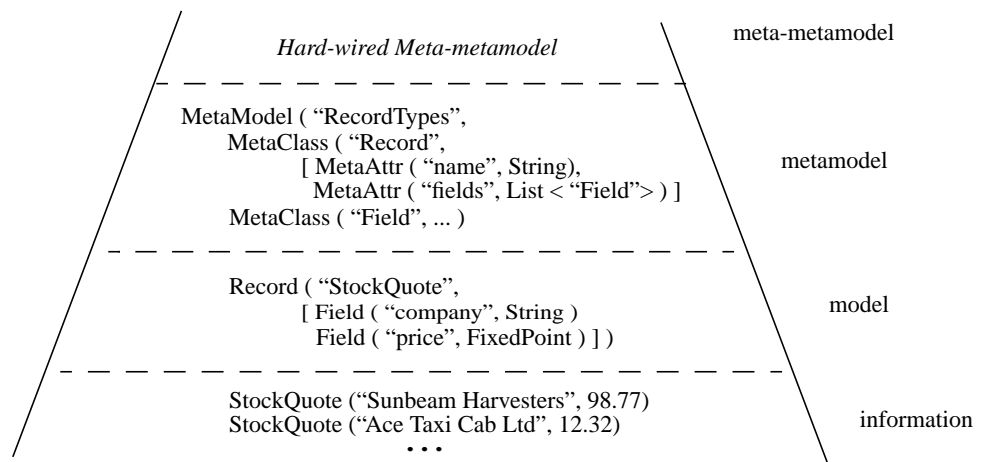 meta-metamodel
Hard-wired Meta-metamodel
MetaModel ( “RecordTypes”,
MetaClass ( “Record”,
[ MetaAttr ( “name”, String),
MetaAttr ( “fields”, List < “Field”> ) ]
MetaClass ( “Field”, ... )
metamodel
Record ( “StockQuote”,
[ Field ( “company”, String )
Field ( “price”, FixedPoint ) ] )
model
StockQuote (“Sunbeam Harvesters”, 98.77)
StockQuote (“Ace Taxi Cab Ltd”, 12.32)
• • •
information